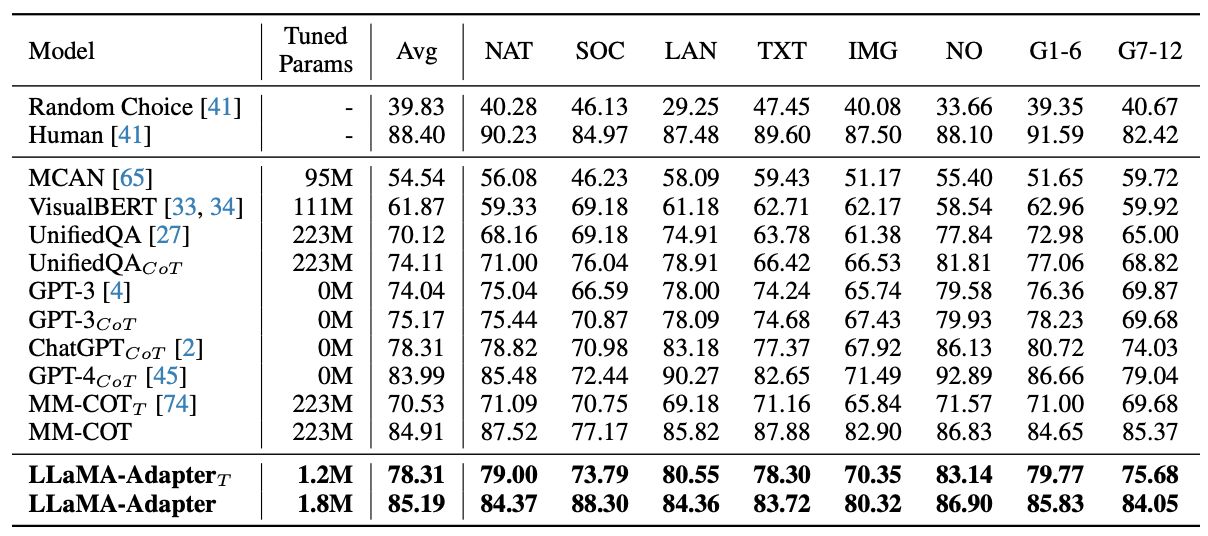 Model Tuned Params Avg NAT SOC LAN TXT IMG NO G1-6 G7-12
Random Choice [41] - 39.83 40.28 46.13 29.25 47.45 40.08 33.66 39.35 40.67
Human [41] - 88.40 90.23 84.97 87.48 89.60 87.50 88.10 91.59 82.42
MCAN [65] 95M 54.54 56.08 46.23 58.09 59.43 51.17 55.40 51.65 59.72
VisualBERT [33, 34] 111M 61.87 59.33 69.18 61.18 62.71 62.17 58.54 62.96 59.92
UnifiedQA [27] 223M 70.12 68.16 69.18 74.91 63.78 61.38 77.84 72.98 65.00
UnifiedQA CoT 223M 74.11 71.00 76.04 78.91 66.42 66.53 81.81 77.06 68.82
GPT-3 [4] 0M 74.04 75.04 66.59 78.00 74.24 65.74 79.58 76.36 69.87
GPT-3 CoT 0M 75.17 75.44 70.87 78.09 74.68 67.43 79.93 78.23 69.68
ChatGPT CoT [2] 0M 78.31 78.82 70.98 83.18 77.37 67.92 86.13 80.72 74.03
GPT-4 CoT [45] 0M 83.99 85.48 72.44 90.27 82.65 71.49 92.89 86.66 79.04
MM-COT T [74] 223M 70.53 71.09 70.75 69.18 71.16 65.84 71.57 71.00 69.68
MM-COT 223M 84.91 87.52 77.17 85.82 87.88 82.90 86.83 84.65 85.37
LLaMA-Adapter T 1.2M 78.31 79.00 73.79 80.55 78.30 70.35 83.14 79.77 75.68
LLaMA-Adapter 1.8M 85.19 84.37 88.30 84.36 83.72 80.32 86.90 85.83 84.05